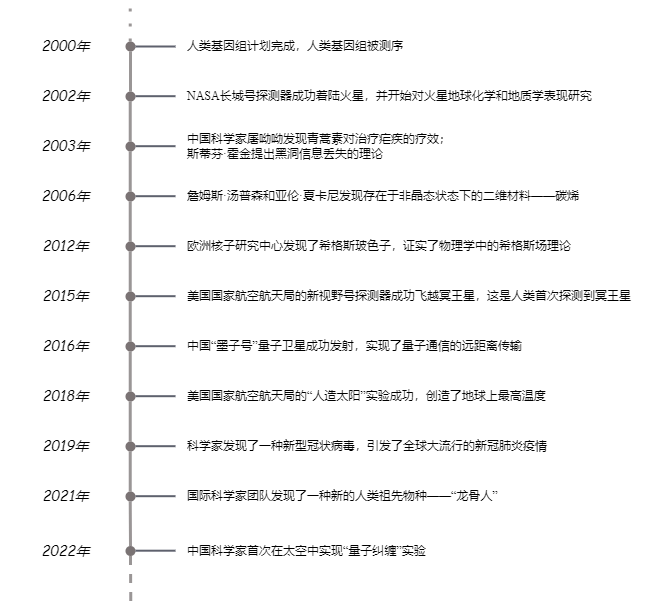 2000年 人类基因组计划完成，人类基因组被测序
2002年 NASA长城号探测器成功着陆火星，并开始对火星地球化学和地质学表现研究
2003年 中国科学家屠呦呦发现青蒿素对治疗疟疾的疗效；
斯蒂芬·霍金提出黑洞信息丢失的理论
2006年 詹姆斯·汤普森和亚伦·夏卡尼发现存在于非晶态状态下的二维材料——碳烯
2012年 欧洲核子研究中心发现了希格斯玻色子，证实了物理学中的希格斯场理论
2015年 美国国家航空航天局的新视野号探测器成功飞越冥王星，这是人类首次探测到冥王星
2016年 中国“墨子号”量子卫星成功发射，实现了量子通信的远距离传输
2018年 美国国家航空航天局的“人造太阳”实验成功，创造了地球上最高温度
2019年 科学家发现了一种新型冠状病毒，引发了全球大流行的新冠肺炎疫情
2021年 国际科学家团队发现了一种新的人类祖先物种——“龙骨人”
2022年 中国科学家首次在太空中实现“量子纠缠”实验